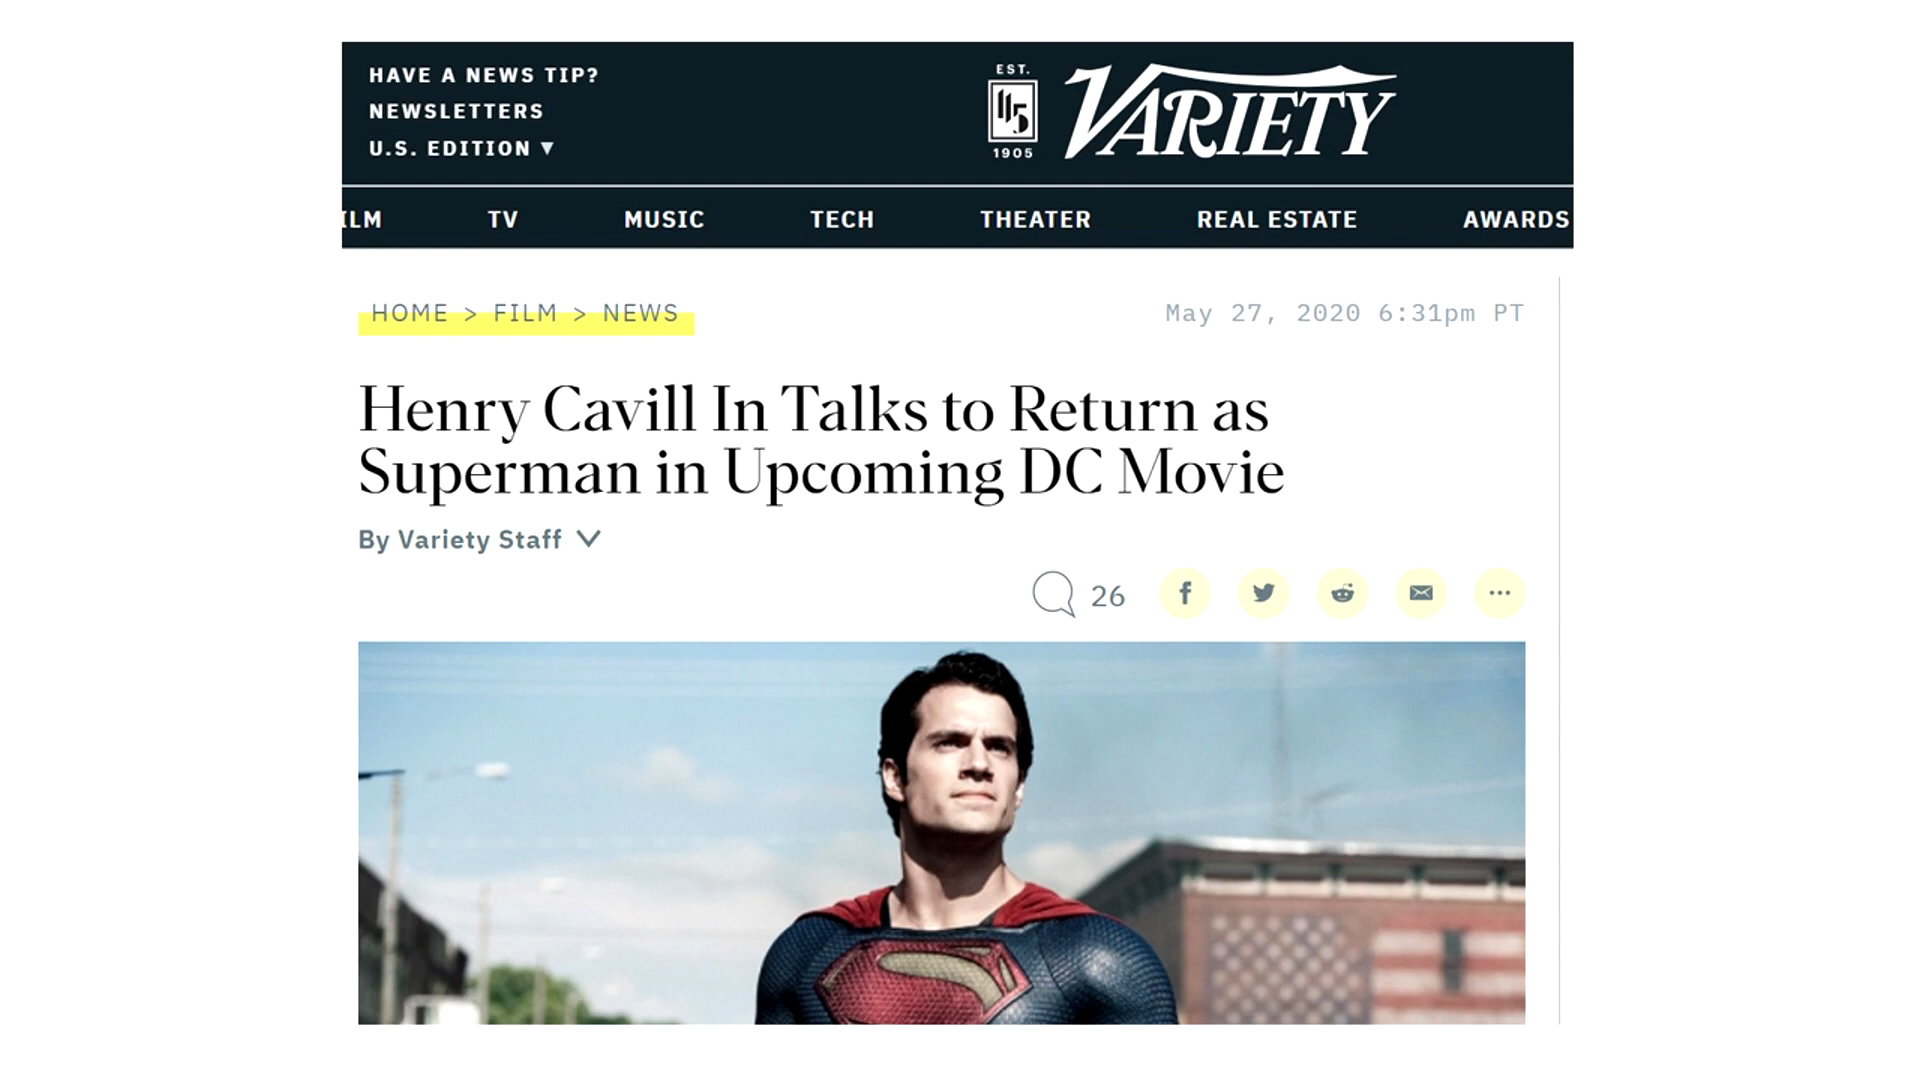 HAVE A NEWS TIP?
NEWSLETTERS
U.S. EDITION ▼
EST.
115
1905
VARIETY
ILM TV MUSIC TECH THEATER REAL ESTATE AWARDS
HOME > FILM > NEWS
May 27, 2020 6:31pm PT
Henry Cavill In Talks to Return as
Superman in Upcoming DC Movie
By Variety Staff
26